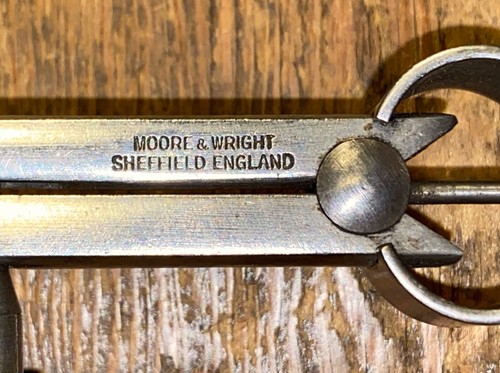 MOORE & WRIGHT
SHEFFIELD ENGLAND